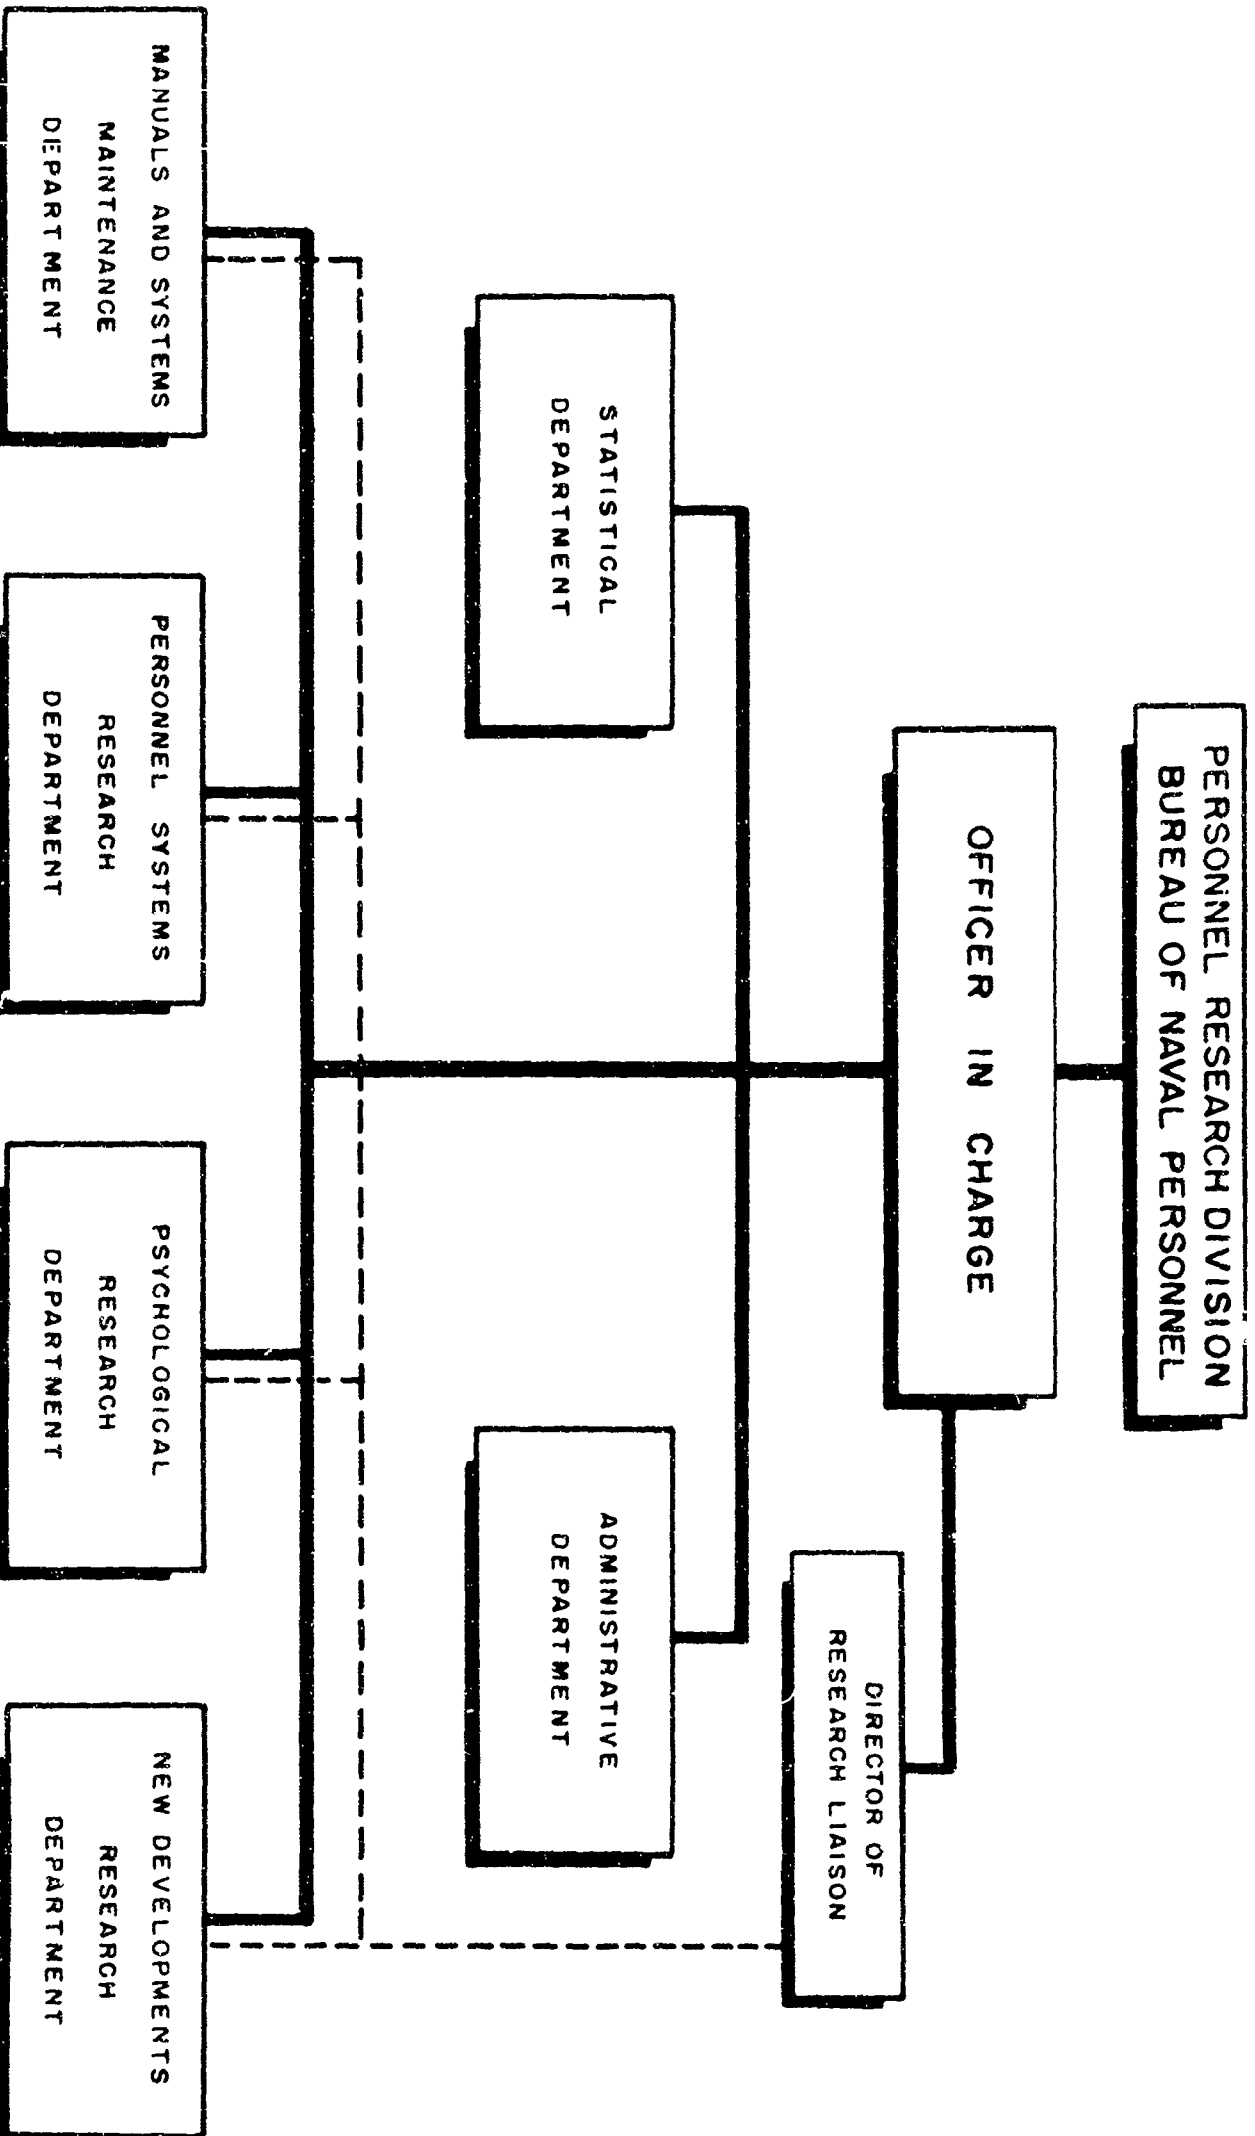 PERSONNEL RESEARCH DIVISION
BUREAU OF NAVAL PERSONNEL
OFFICER IN CHARGE
DIRECTOR OF
RESEARCH LIAISON
STATISTICAL
DEPARTMENT
ADMINISTRATIVE
DEPARTMENT
MANUALS AND SYSTEMS
MAINTENANCE
DEPARTMENT
PERSONNEL SYSTEMS
RESEARCH
DEPARTMENT
PSYCHOLOGICAL
RESEARCH
DEPARTMENT
NEW DEVELOPMENTS
RESEARCH
DEPARTMENT